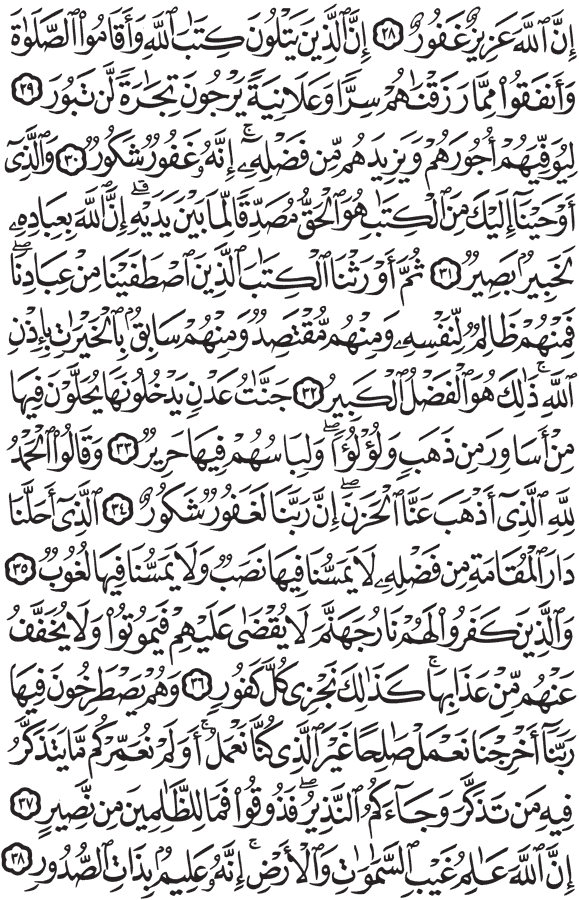 إِنَّ ٱللَّهَ عَزِيزٌ غَفُورٌ ٢٨ إِنَّ ٱلَّذِينَ يَتْلُونَ كِتَٰبَ ٱللَّهِ وَأَقَامُوا۟ ٱلصَّلَوٰةَ
وَأَنفَقُوا۟ مِمَّا رَزَقْنَٰهُمْ سِرًّا وَعَلَانِيَةً يَرْجُونَ تِجَٰرَةً لَّن تَبُورَ ٢٩
لِيُوَفِّيَهُمْ أُجُورَهُمْ وَيَزِيدَهُم مِّن فَضْلِهِۦٓ ۚ إِنَّهُۥ غَفُورٌ شَكُورٌ ٣٠ وَٱلَّذِىٓ
أَوْحَيْنَآ إِلَيْكَ مِنَ ٱلْكِتَٰبِ هُوَ ٱلْحَقُّ مُصَدِّقًا لِّمَا بَيْنَ يَدَيْهِ ۗ إِنَّ ٱللَّهَ بِعِبَادِهِۦ
لَخَبِيرٌۢ بَصِيرٌ ٣١ ثُمَّ أَوْرَثْنَا ٱلْكِتَٰبَ ٱلَّذِينَ ٱصْطَفَيْنَا مِنْ عِبَادِنَا ۖ
فَمِنْهُمْ ظَالِمٌ لِّنَفْسِهِۦ وَمِنْهُم مُّقْتَصِدٌ وَمِنْهُمْ سَابِقٌۢ بِٱلْخَيْرَٰتِ بِإِذْنِ
ٱللَّهِ ۚ ذَٰلِكَ هُوَ ٱلْفَضْلُ ٱلْكَبِيرُ ٣٢ جَنَّٰتُ عَدْنٍ يَدْخُلُونَهَا يُحَلَّوْنَ فِيهَا
مِنْ أَسَاوِرَ مِن ذَهَبٍ وَلُؤْلُؤًا ۖ وَلِبَاسُهُمْ فِيهَا حَرِيرٌ ٣٣ وَقَالُوا۟ ٱلْحَمْدُ
لِلَّهِ ٱلَّذِىٓ أَذْهَبَ عَنَّا ٱلْحَزَنَ ۖ إِنَّ رَبَّنَا لَغَفُورٌ شَكُورٌ ٣٤ ٱلَّذِىٓ أَحَلَّنَا
دَارَ ٱلْمُقَامَةِ مِن فَضْلِهِۦ لَا يَمَسُّنَا فِيهَا نَصَبٌ وَلَا يَمَسُّنَا فِيهَا لُغُوبٌ ٣٥
وَٱلَّذِينَ كَفَرُوا۟ لَهُمْ نَارُ جَهَنَّمَ لَا يُقْضَىٰ عَلَيْهِمْ فَيَمُوتُوا۟ وَلَا يُخَفَّفُ
عَنْهُم مِّنْ عَذَابِهَا ۚ كَذَٰلِكَ نَجْزِى كُلَّ كَفُورٍ ٣٦ وَهُمْ يَصْطَرِخُونَ فِيهَا
رَبَّنَآ أَخْرِجْنَا نَعْمَلْ صَٰلِحًا غَيْرَ ٱلَّذِى كُنَّا نَعْمَلُ ۚ أَوَلَمْ نُعَمِّرْكُم مَّا يَتَذَكَّرُ
فِيهِ مَن تَذَكَّرَ وَجَآءَكُمُ ٱلنَّذِيرُ ۖ فَذُوقُوا۟ فَمَا لِلظَّٰلِمِينَ مِن نَّصِيرٍ ٣٧
إِنَّ ٱللَّهَ عَٰلِمُ غَيْبِ ٱلسَّمَٰوَٰتِ وَٱلْأَرْضِ ۚ إِنَّهُۥ عَلِيمٌۢ بِذَاتِ ٱلصُّدُورِ ٣٨